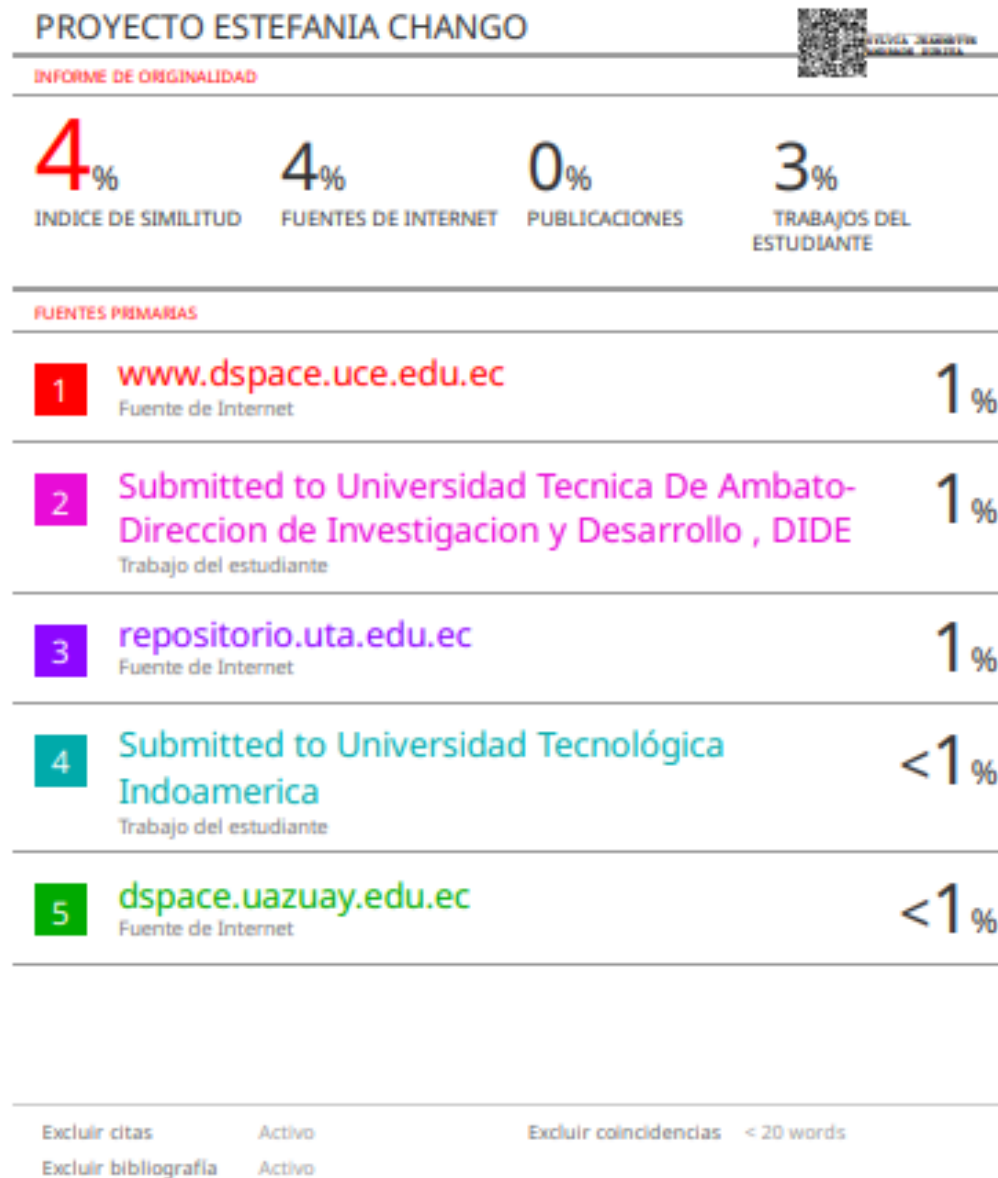 PROYECTO ESTEFANIA CHANGO
INFORME DE ORIGINALIDAD
4%
INDICE DE SIMILITUD
4%
FUENTES DE INTERNET
0%
PUBLICACIONES
3%
TRABAJOS DEL
ESTUDIANTE
FUENTES PRIMARIAS
1
www.dspace.uce.edu.ec
Fuente de Internet
1%
2
Submitted to Universidad Tecnica De Ambato-
Direccion de Investigacion y Desarrollo , DIDE
Trabajo del estudiante
1%
3
repositorio.uta.edu.ec
Fuente de Internet
1%
4
Submitted to Universidad Tecnológica
Indoamerica
Trabajo del estudiante
<1%
5
dspace.uazuay.edu.ec
Fuente de Internet
<1%
Excluir citas Activo
Excluir coincidencias < 20 words
Excluir bibliografía Activo